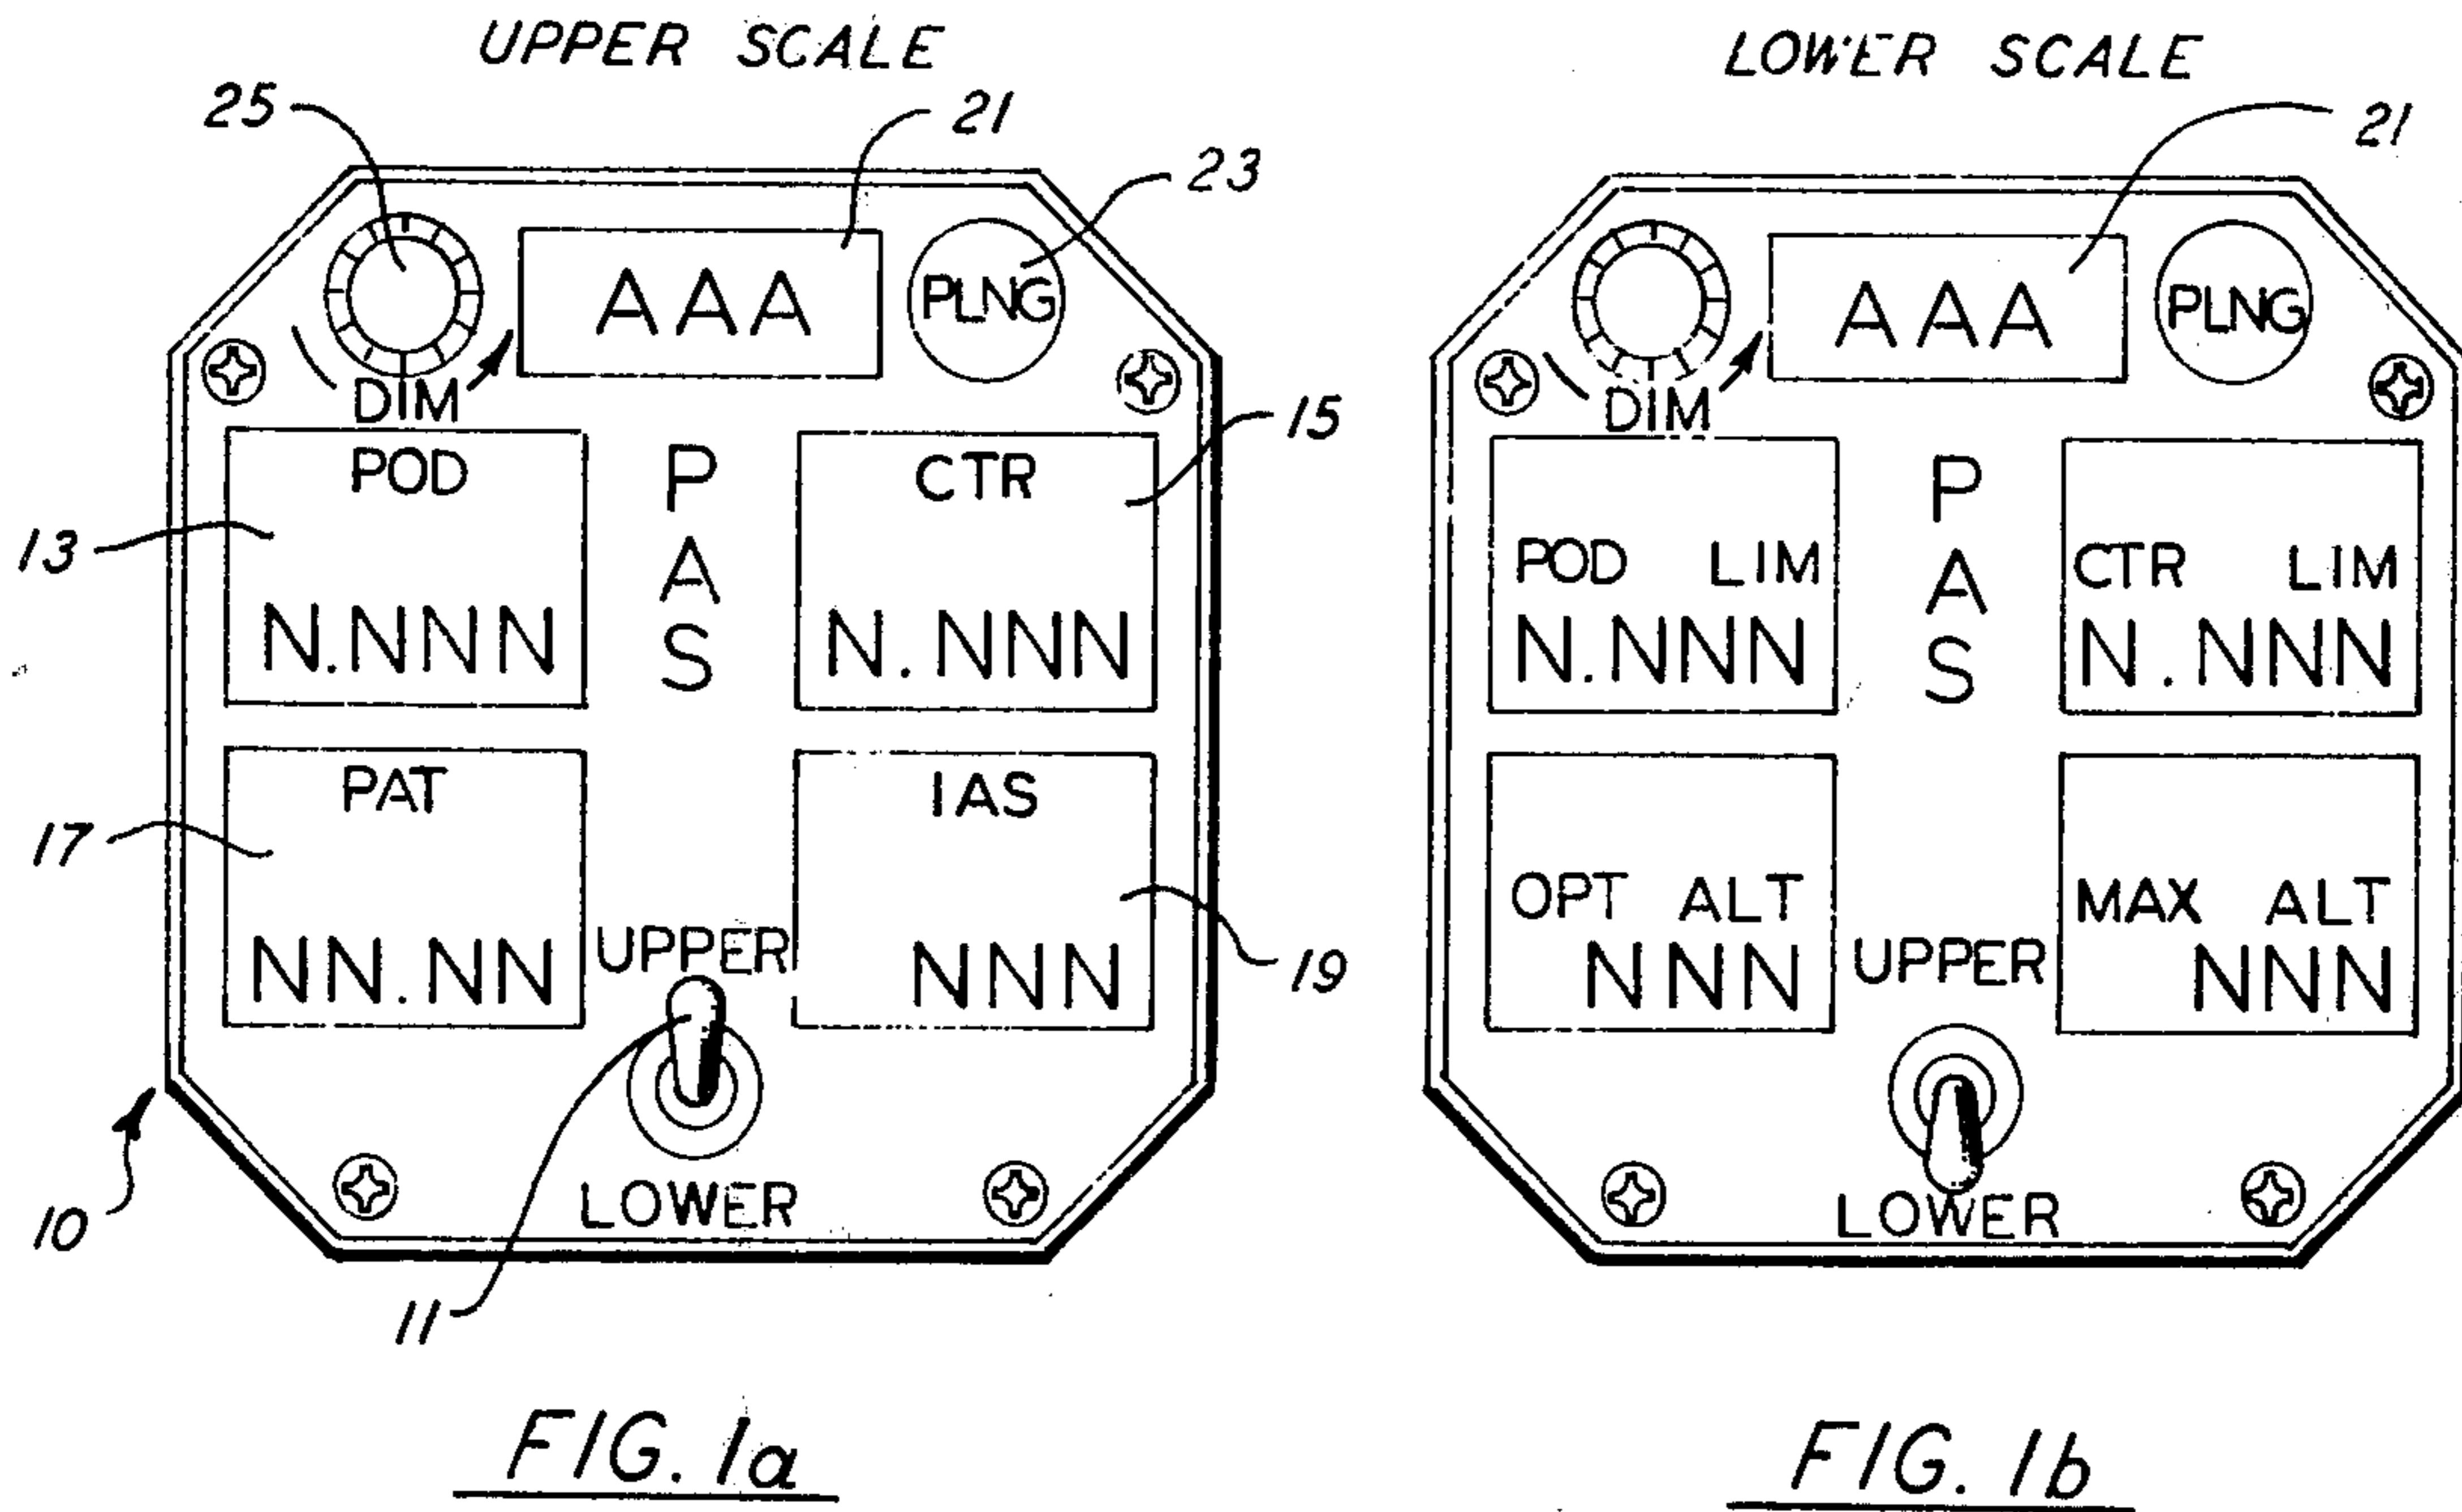 UPPER SCALE
25
21
23
AAA
PLNG
DIM
POD
N.NNN
PAS
CTR
N.NNN
15
13
PAT
NN.NN
17
IAS
NNN
19
UPPER
LOWER
10
11
FIG. 1a
LOWER SCALE
21
AAA
PLNG
DIM
POD LIM
N.NNN
PAS
CTR LIM
N.NNN
OPT ALT
NNN
MAX ALT
NNN
UPPER
LOWER
FIG. 1b